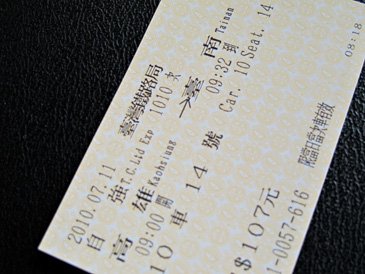 臺灣鐵路局
2010.07.11
自強 T.C. Ltd Exp 1010 次
高雄 Kaohsiung → 臺南 Tainan
09:00 開 09:32 到
10 車 14 號 Car. 10 Seat. 14
$107元
限當日當次車有效
1-0057-616
08:18